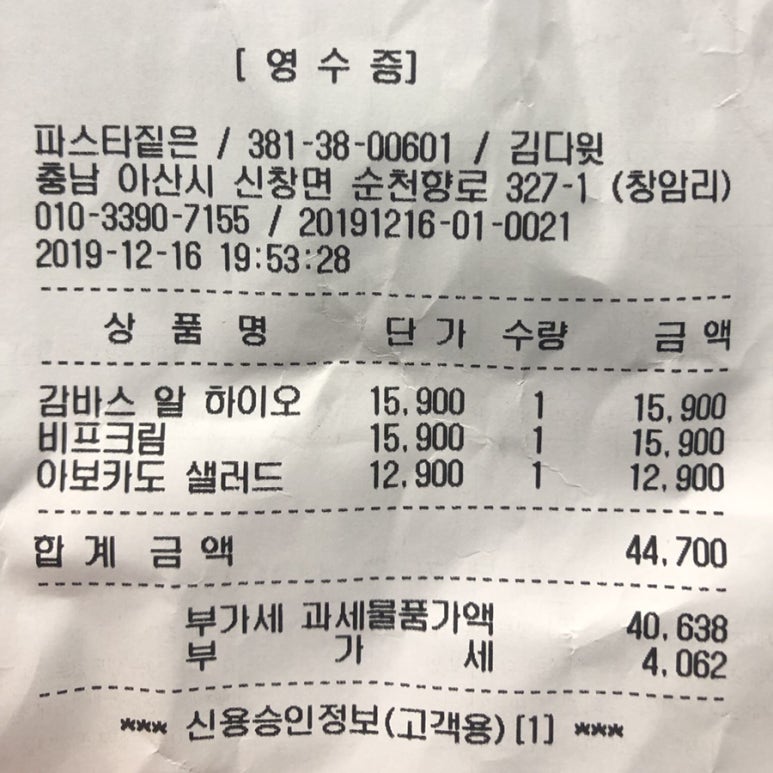 [ 영 수 증]
파스타짙은 / 381-38-00601 / 김다윗
충남 아산시 신창면 순천향로 327-1 (창암리)
010-3390-7155 / 20191216-01-0021
2019-12-16 19:53:28
상 품 명 단 가 수량 금 액
감바스 알 하이오 15,900 1 15,900
비프크림 15,900 1 15,900
아보카도 샐러드 12,900 1 12,900
합 계 금 액 44,700
부가세 과세물품가액 40,638
부 가 세 4,062
*** 신용승인정보(고객용)[1] ***